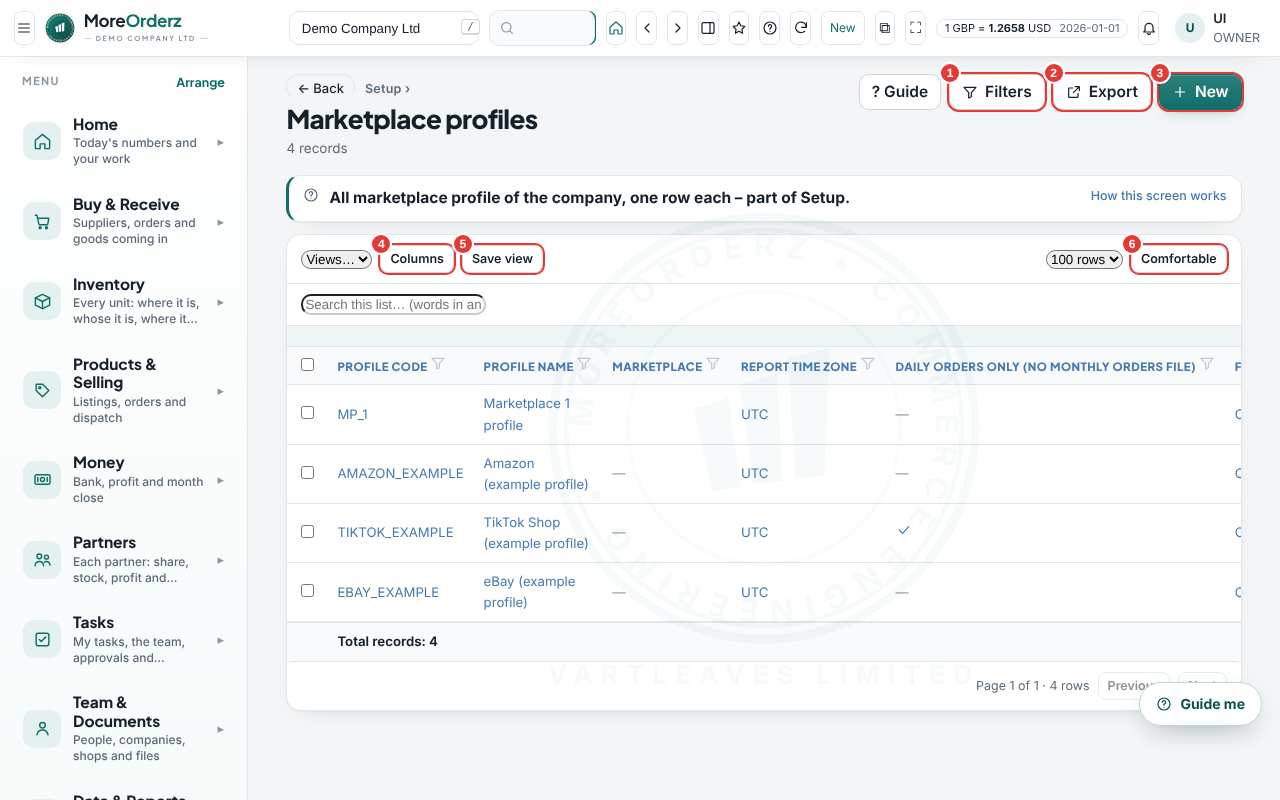 MoreOrderz
— DEMO COMPANY LTD —
Demo Company Ltd /
New
1 GBP = 1.2658 USD 2026-01-01
U
UI
OWNER
MENU
Arrange
Home
Today's numbers and
your work
Buy & Receive
Suppliers, orders and
goods coming in
Inventory
Every unit: where it is,
whose it is, where it...
Products &
Selling
Listings, orders and
dispatch
Money
Bank, profit and month
close
Partners
Each partner: share,
stock, profit and...
Tasks
My tasks, the team,
approvals and...
Team &
Documents
People, companies,
shops and files
Data & Reports
← Back
Setup ›
? Guide
1 Filters
2 Export
3 + New
Marketplace profiles
4 records
All marketplace profile of the company, one row each – part of Setup.
How this screen works
Views…
4 Columns
5 Save view
100 rows
6 Comfortable
Search this list… (words in an
PROFILE CODE PROFILE NAME MARKETPLACE REPORT TIME ZONE DAILY ORDERS ONLY (NO MONTHLY ORDERS FILE) F
MP_1 Marketplace 1
profile UTC —
AMAZON_EXAMPLE Amazon
(example profile) — UTC —
TIKTOK_EXAMPLE TikTok Shop
(example profile) — UTC ✓
EBAY_EXAMPLE eBay (example
profile) — UTC —
Total records: 4
MOREORDERZ • COMMERCE ENGINEERING •
VARTLEAVES LIMITED
Page 1 of 1 · 4 rows
Guide me